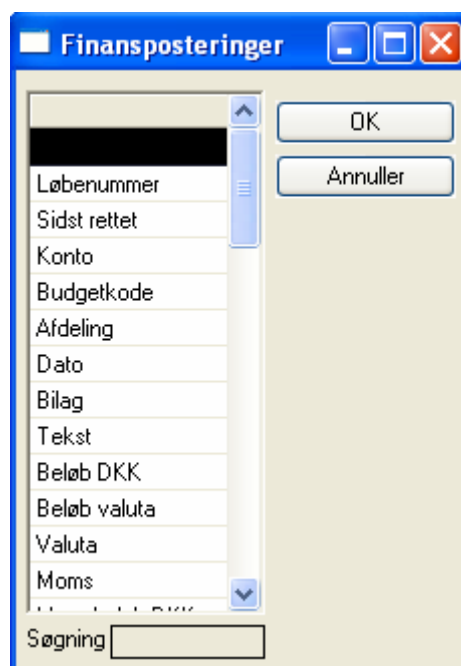 Finansposteringer
OK
Annuller
Løbenummer
Sidst rettet
Konto
Budgetkode
Afdeling
Dato
Bilag
Tekst
Beløb DKK
Beløb valuta
Valuta
Moms
Søgning